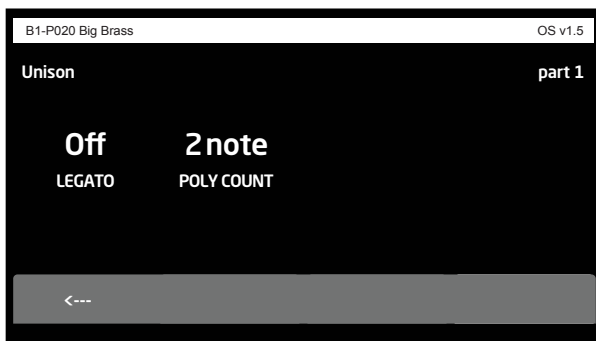 B1-P020 Big Brass OS v1.5
Unison part 1
Off 2 note
LEGATO POLY COUNT
<---